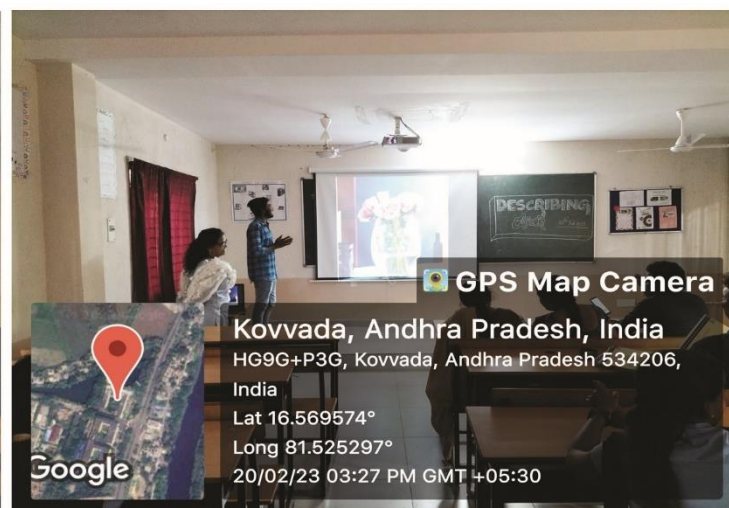 DESCRIBING
GPS Map Camera
Kovvada, Andhra Pradesh, India
HG9G+P3G, Kovvada, Andhra Pradesh 534206,
India
Lat 16.569574°
Long 81.525297°
20/02/23 03:27 PM GMT +05:30
Google